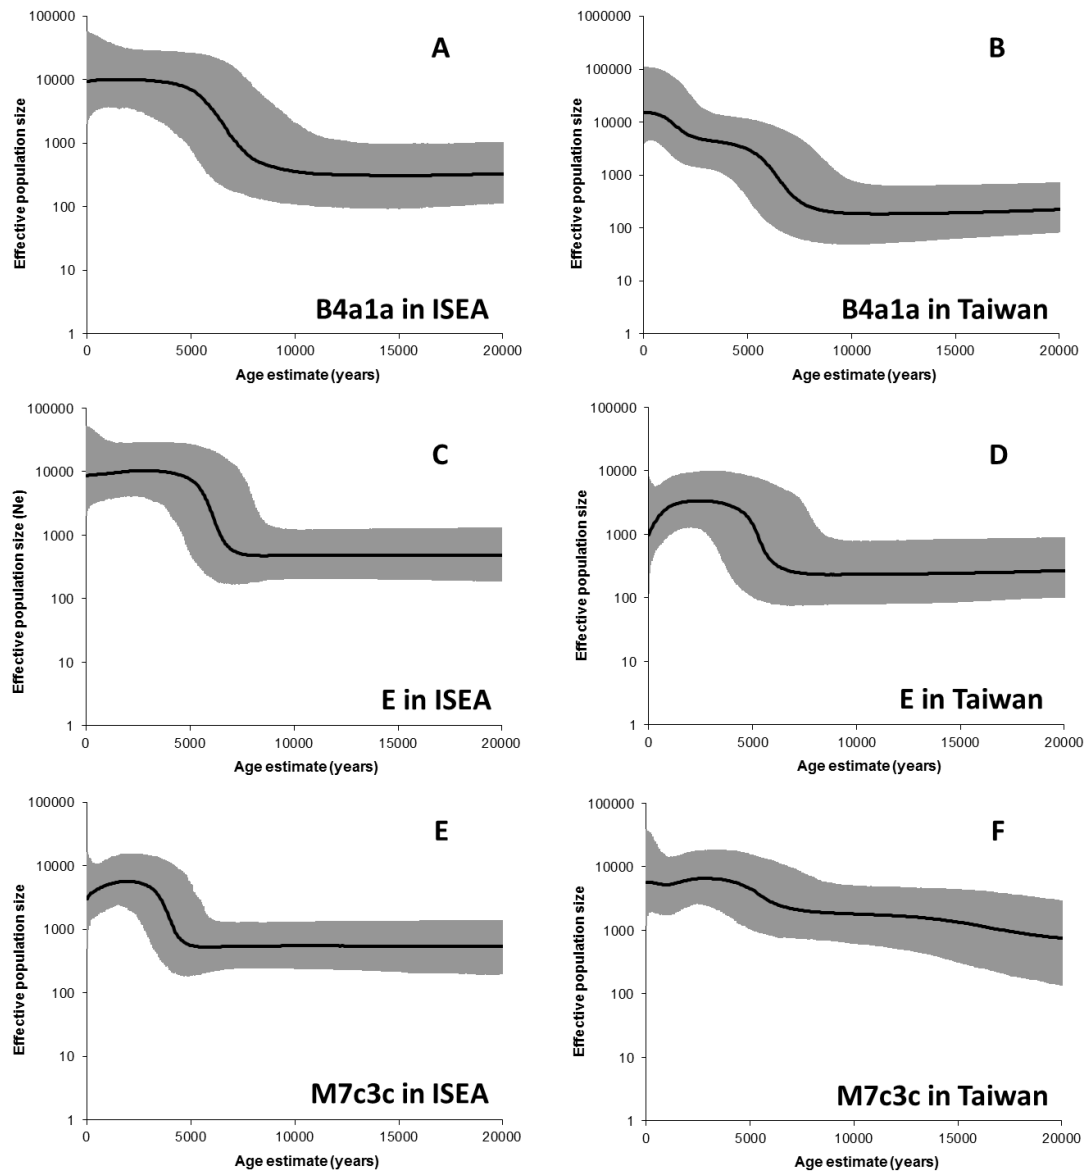 100000
10000
1000
100
10
1
Effective population size
A
B4a1a in ISEA
0 5000 10000 15000 20000
Age estimate (years)
1000000
100000
10000
1000
100
10
1
Effective population size
B
B4a1a in Taiwan
0 5000 10000 15000 20000
Age estimate (years)
100000
10000
1000
100
10
1
Effective population size (Ne)
C
E in ISEA
0 5000 10000 15000 20000
Age estimate (years)
100000
10000
1000
100
10
1
Effective population size
D
E in Taiwan
0 5000 10000 15000 20000
Age estimate (years)
100000
10000
1000
100
10
1
Effective population size
E
M7c3c in ISEA
0 5000 10000 15000 20000
Age estimate (years)
100000
10000
1000
100
10
1
Effective population size
F
M7c3c in Taiwan
0 5000 10000 15000 20000
Age estimate (years)